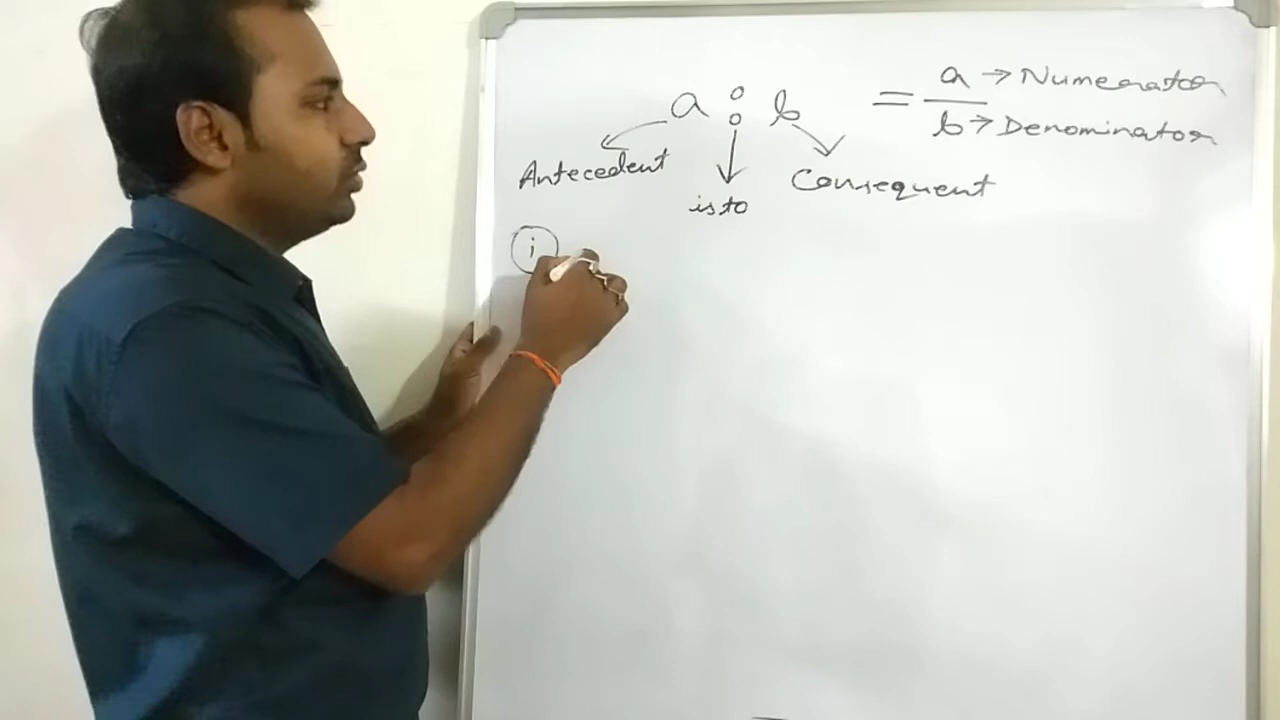 a : b = a/b
a → Numerator
b → Denominator
Antecedent
is to
Consequent
i